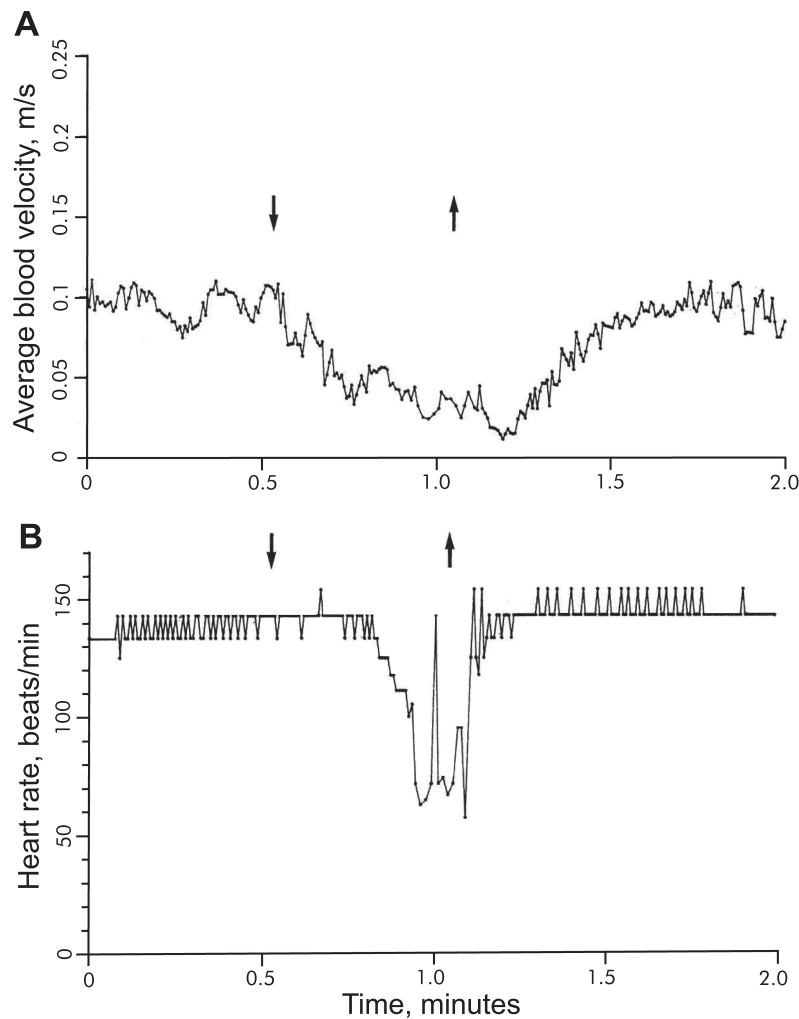 A
Average blood velocity, m/s
0.25
0.2
0.15
0.1
0.05
0
0 0.5 1.0 1.5 2.0
B
Heart rate, beats/min
150
100
50
0
0 0.5 1.0 1.5 2.0
Time, minutes